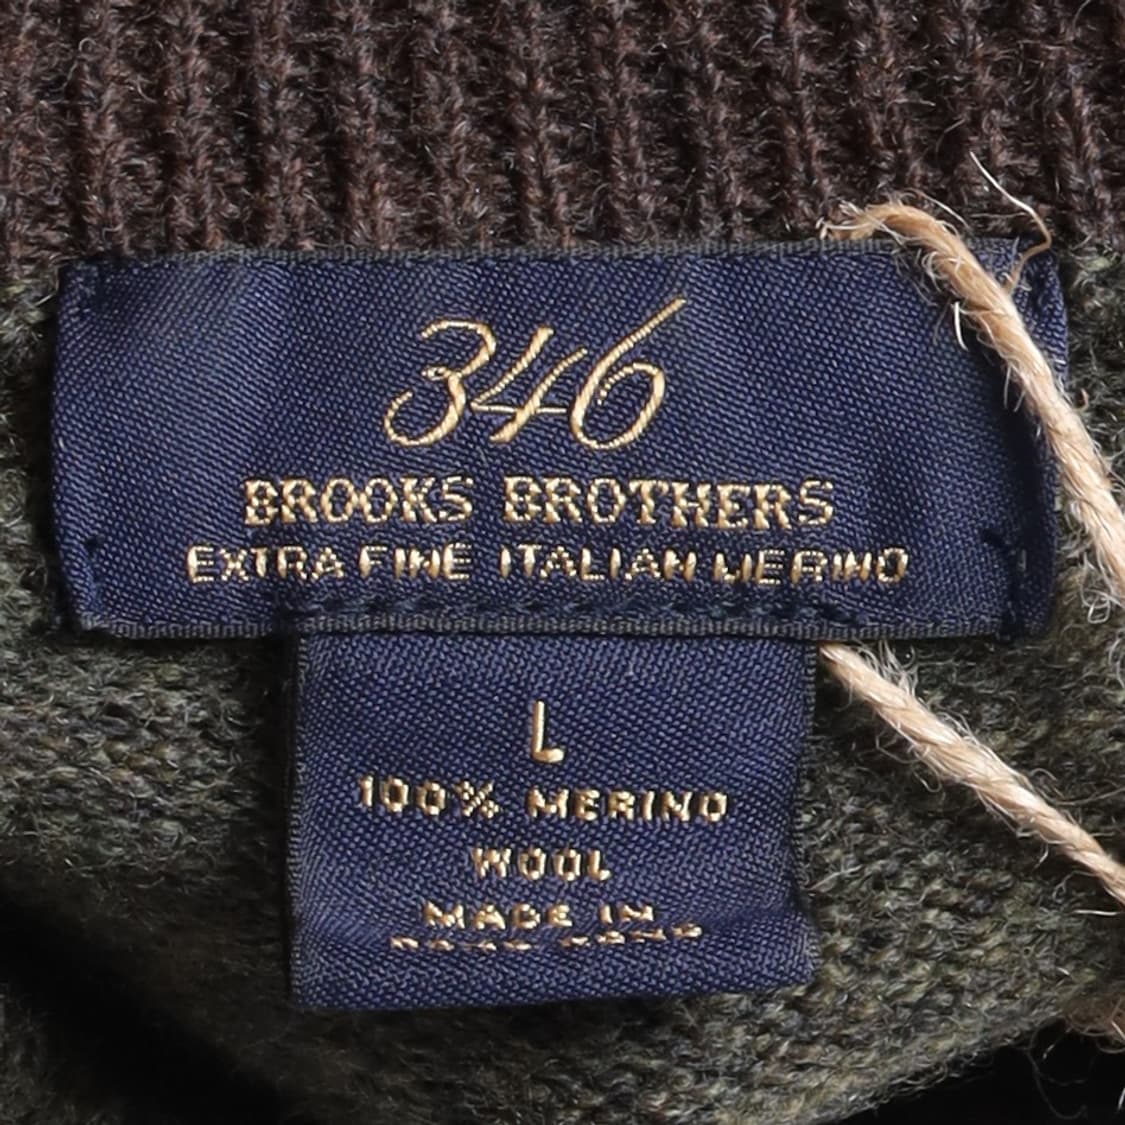 346
BROOKS BROTHERS
EXTRA FINE ITALIAN MERINO
L
100% MERINO
WOOL
MADE IN